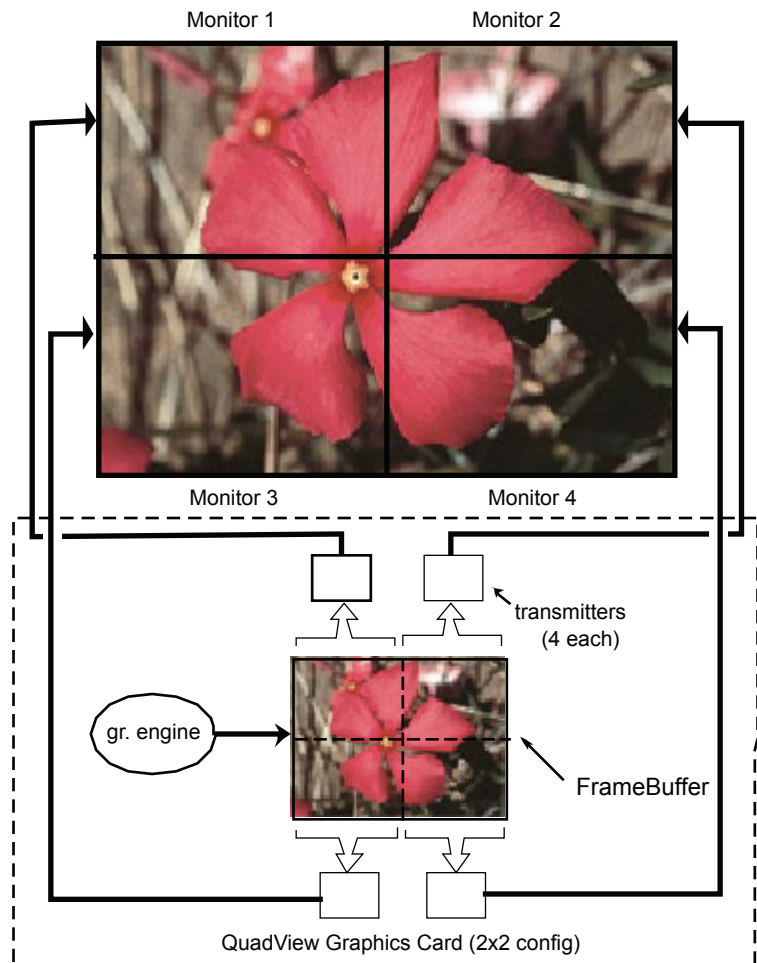 Monitor 1
Monitor 2
Monitor 3
Monitor 4
transmitters
(4 each)
gr. engine
FrameBuffer
QuadView Graphics Card (2x2 config)